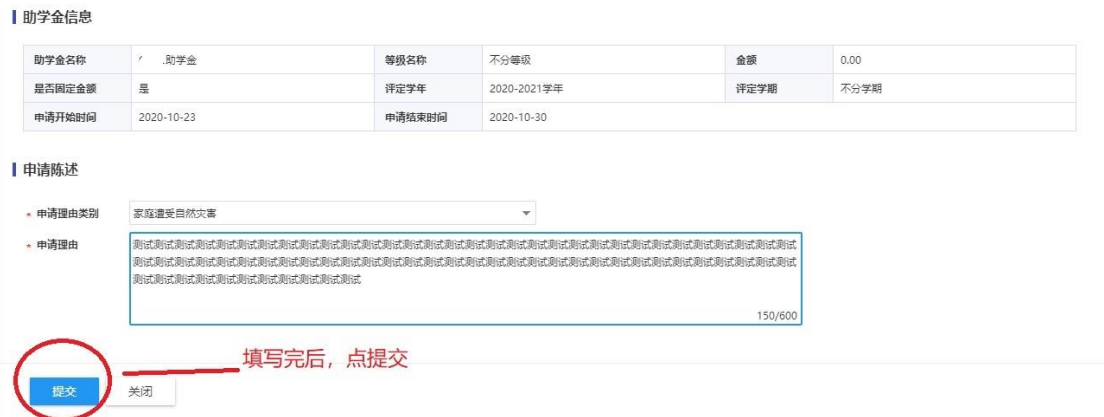 助学金信息
助学金名称 助学金 等级名称 不分等级 金额 0.00
是否固定金额 是 评定学年 2020-2021学年 评定学期 不分学期
申请开始时间 2020-10-23 申请结束时间 2020-10-30
申请陈述
* 申请理由类别 家庭遭受自然灾害
* 申请理由 测试测试测试测试测试测试测试测试测试测试测试测试测试测试测试测试测试测试测试测试测试测试测试测试测试测试测试测试测试测试测试测试
测试测试测试测试测试测试测试测试测试测试测试测试测试测试测试测试测试测试测试测试测试测试测试测试测试测试测试测试测试测试测试测试
测试测试测试测试测试测试测试测试测试测试测试
150/600
填写完后，点提交
提交 关闭